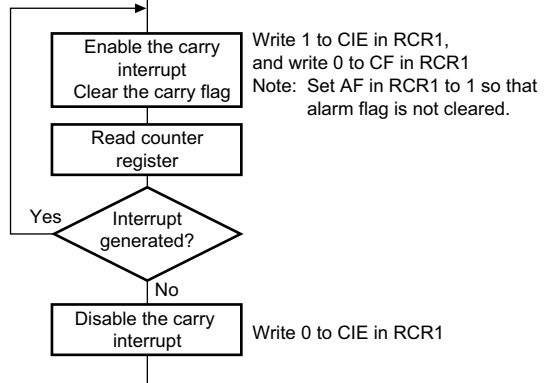 Enable the carry
interrupt
Clear the carry flag
Write 1 to CIE in RCR1,
and write 0 to CF in RCR1
Note: Set AF in RCR1 to 1 so that
alarm flag is not cleared.
Read counter
register
Yes
Interrupt
generated?
No
Disable the carry
interrupt
Write 0 to CIE in RCR1